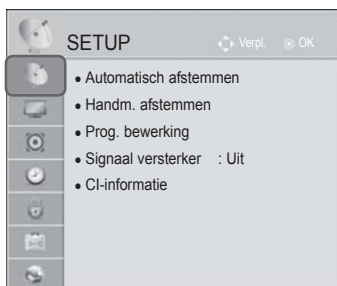 SETUP Verpl. OK
• Automatisch afstemmen
• Handm. afstemmen
• Prog. bewerking
• Signaal versterker : Uit
• CI-informatie